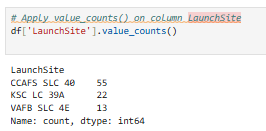 # Apply value_counts() on column LaunchSite
df['LaunchSite'].value_counts()
LaunchSite
CCAFS SLC 40    55
KSC LC 39A      22
VAFB SLC 4E     13
Name: count, dtype: int64